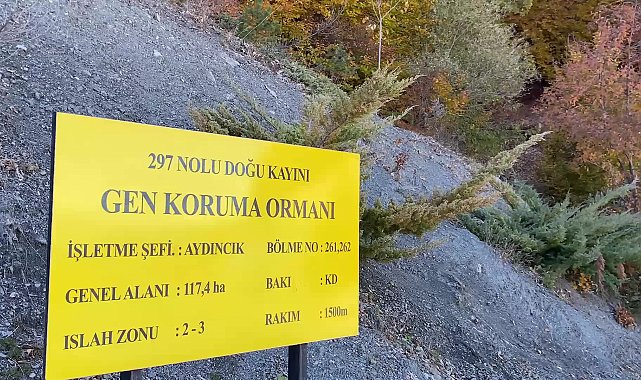 297 NOLU DOĞU KAYINI
GEN KORUMA ORMANI
İŞLETME ŞEFİ. : AYDINCIK BÖLME NO : 261,262
GENEL ALANI : 117,4 ha BAKI : KD
ISLAH ZONU : 2 - 3 RAKIM : 1500m